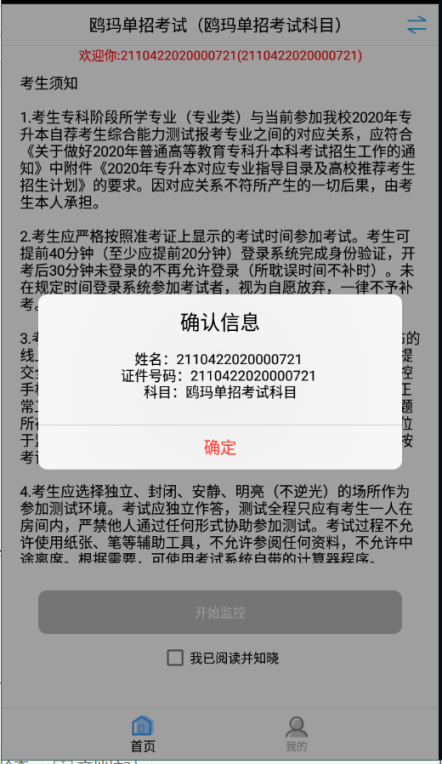 鸥玛单招考试（鸥玛单招考试科目）
欢迎你:2110422020000721(2110422020000721)
考生须知
1.考生专科阶段所学专业（专业类）与当前参加我校2020年专
升本自荐考生综合能力测试报考专业之间的对应关系，应符合
《关于做好2020年普通高等教育专科升本科考试招生工作的通
知》中附件《2020年专升本对应专业指导目录及高校推荐考生
招生计划》的要求。因对应关系不符所产生的一切后果，由考
生本人承担。
2.考生应严格按照准考证上显示的考试时间参加考试。考生可
提前40分钟（至少应提前20分钟）登录系统完成身份验证，开
考后30分钟未登录的不再允许登录（所耽误时间不补时）。未
在规定时间登录系统参加考试者，视为自愿放弃，一律不予补
考。
确认信息
3.考
的
线上
提
姓名：2110422020000721
交
证件号码：2110422020000721
控
手机
正
科目：鸥玛单招考试科目
常
题
所
位
于
确定
按
考
4.考生应选择独立、封闭、安静、明亮（不逆光）的场所作为
参加测试环境。考试应独立作答，测试全程只应有考生一人在
房间内，严禁他人通过任何形式协助参加测试。考试过程不允
许使用纸张、笔等辅助工具，不允许参阅任何资料，不允许中
途离席。根据需要，可使用考试系统自带的计算器程序。
开始监控
我已阅读并知晓
首页
我的